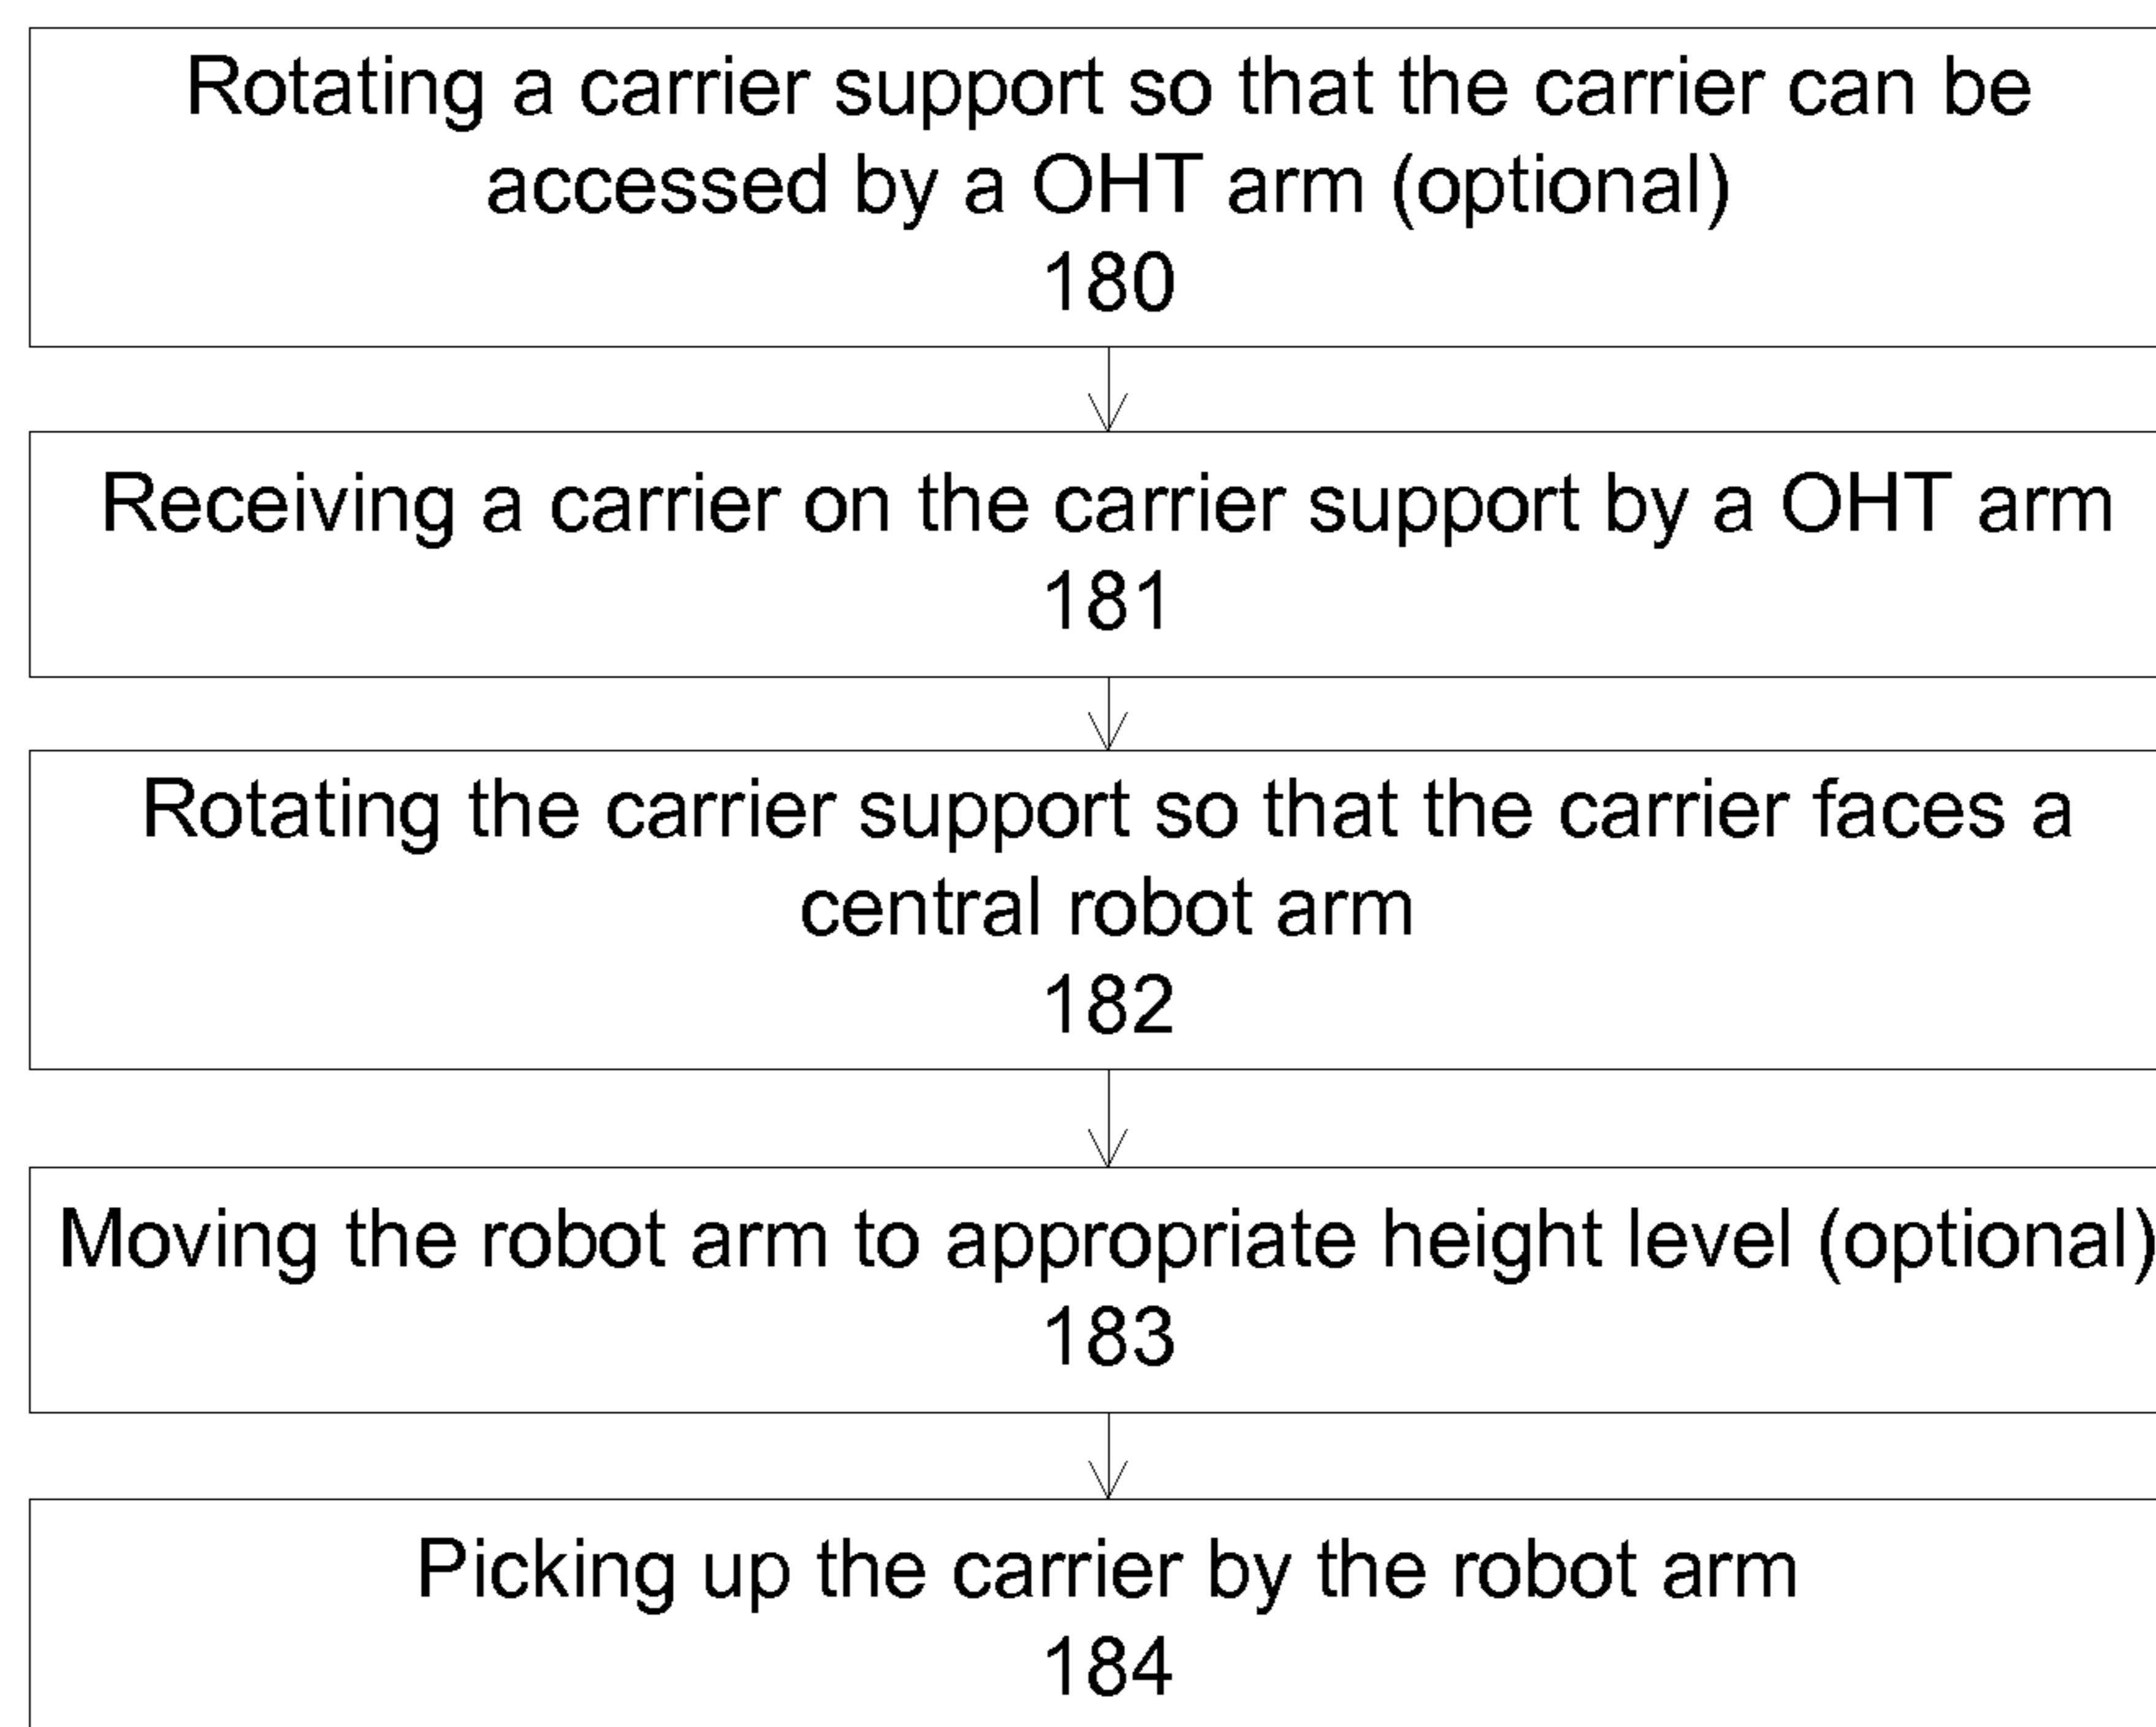 Rotating a carrier support so that the carrier can be
accessed by a OHT arm (optional)
180
Receiving a carrier on the carrier support by a OHT arm
181
Rotating the carrier support so that the carrier faces a
central robot arm
182
Moving the robot arm to appropriate height level (optional)
183
Picking up the carrier by the robot arm
184